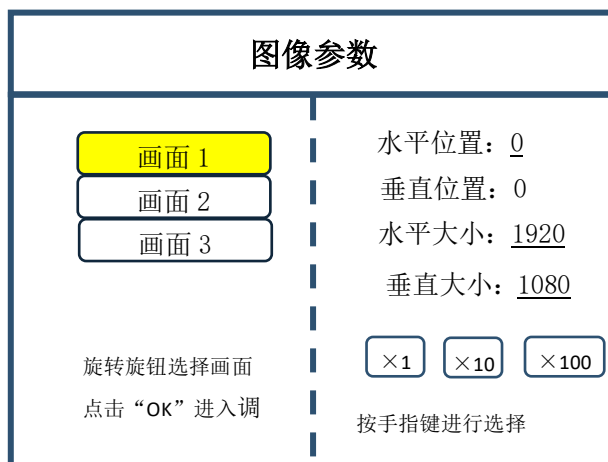 图像参数
画面 1
画面 2
画面 3
旋转旋钮选择画面
点击“OK”进入调
水平位置：0
垂直位置：0
水平大小：1920
垂直大小：1080
×1 ×10 ×100
按手指键进行选择